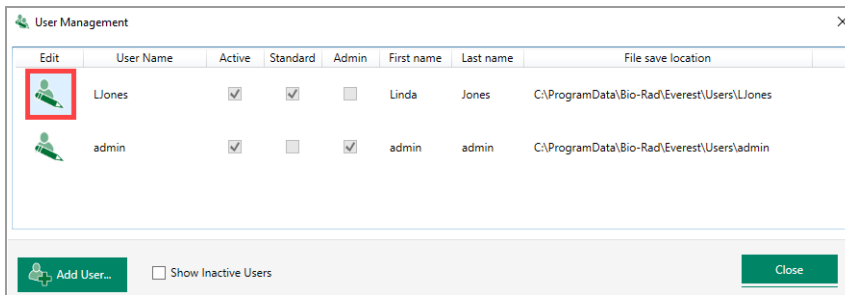 User Management
Edit User Name Active Standard Admin First name Last name File save location
LJones Linda Jones C:\ProgramData\Bio-Rad\Everest\Users\LJones
admin admin admin C:\ProgramData\Bio-Rad\Everest\Users\admin
Add User... Show Inactive Users Close